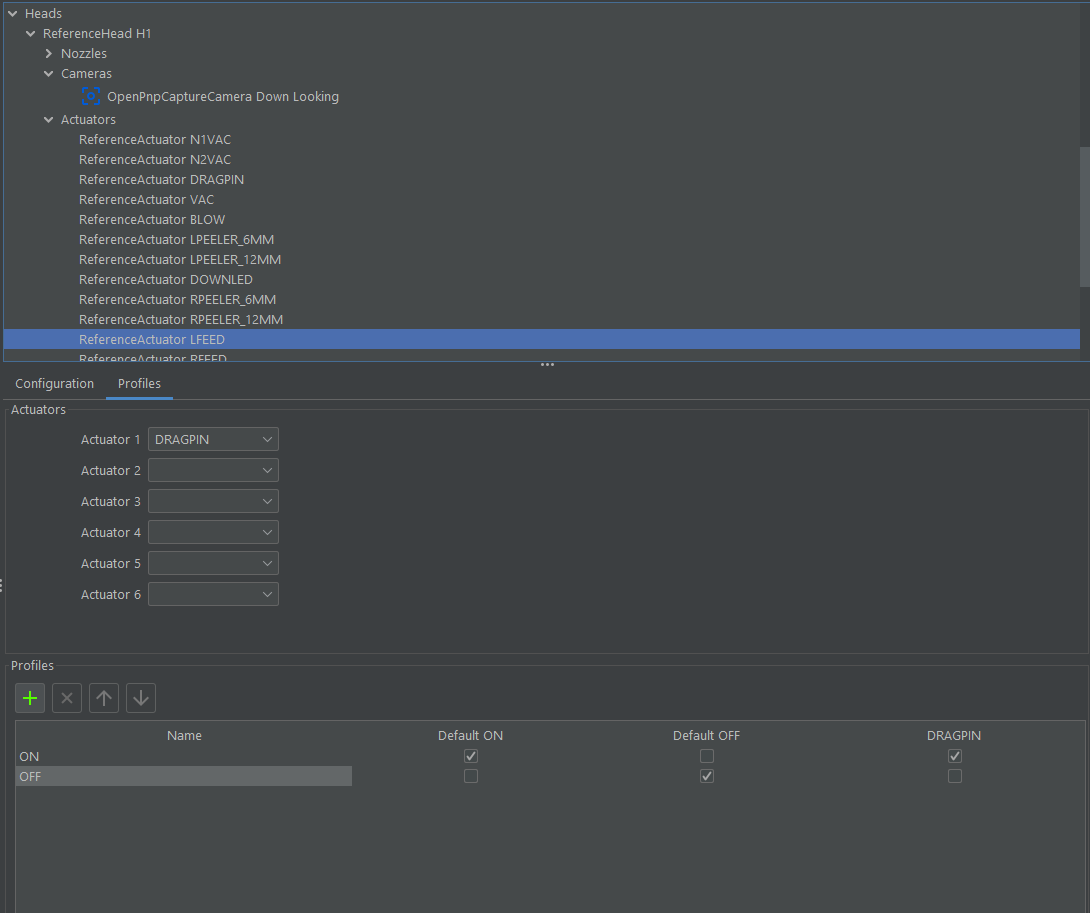 Heads
ReferenceHead H1
Nozzles
Cameras
OpenPnpCaptureCamera Down Looking
Actuators
ReferenceActuator N1VAC
ReferenceActuator N2VAC
ReferenceActuator DRAGPIN
ReferenceActuator VAC
ReferenceActuator BLOW
ReferenceActuator LPEELER_6MM
ReferenceActuator LPEELER_12MM
ReferenceActuator DOWNLED
ReferenceActuator RPEELER_6MM
ReferenceActuator RPEELER_12MM
ReferenceActuator LFEED
ReferenceActuator RFEED
Configuration Profiles
Actuators
Actuator 1 DRAGPIN
Actuator 2
Actuator 3
Actuator 4
Actuator 5
Actuator 6
Profiles
Name Default ON Default OFF DRAGPIN
ON
OFF